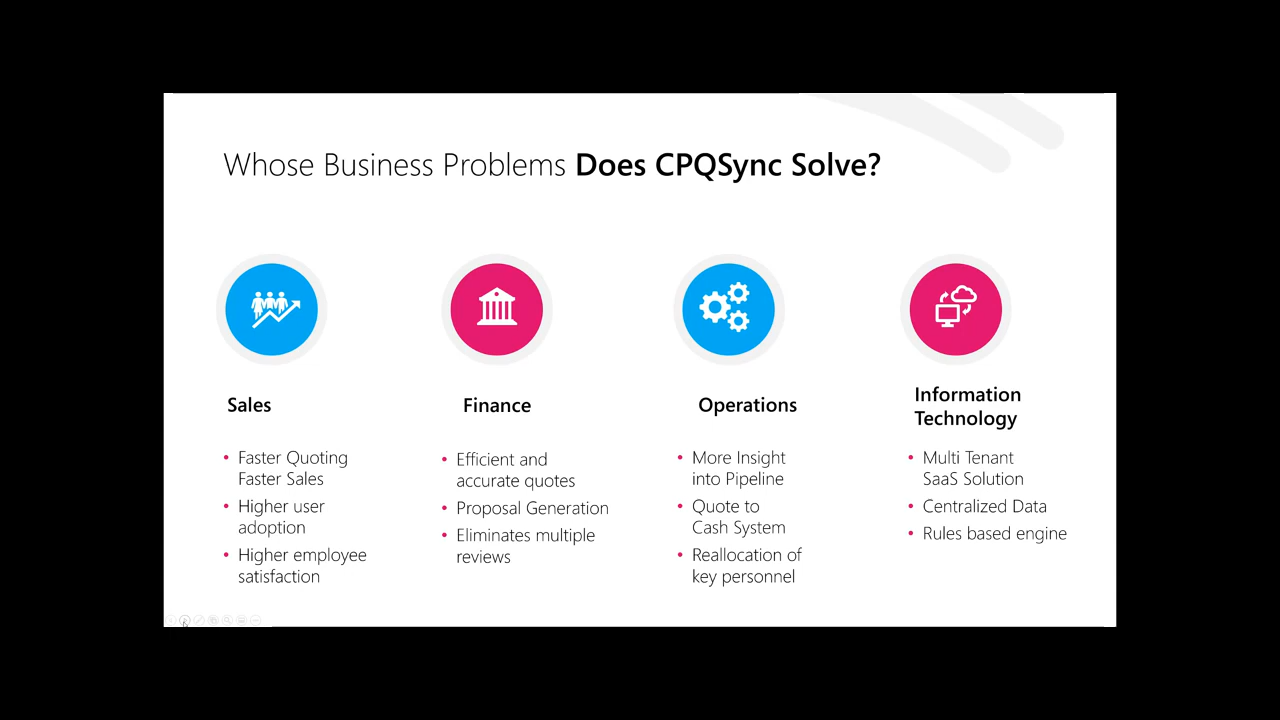 Whose Business Problems Does CPQSync Solve?
Sales
• Faster Quoting
Faster Sales
• Higher user
adoption
• Higher employee
satisfaction
Finance
• Efficient and
accurate quotes
• Proposal Generation
• Eliminates multiple
reviews
Operations
• More Insight
into Pipeline
• Quote to
Cash System
• Reallocation of
key personnel
Information
Technology
• Multi Tenant
SaaS Solution
• Centralized Data
• Rules based engine